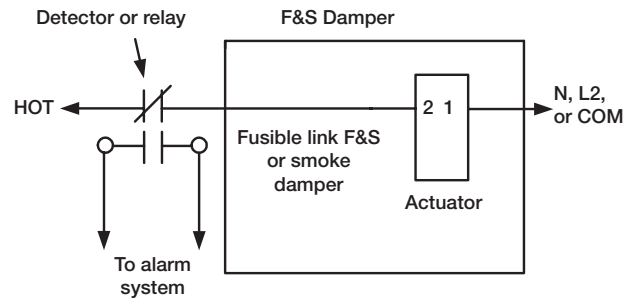 Detector or relay
F&S Damper
HOT
2 1
N, L2,
or COM
Fusible link F&S
or smoke
damper
Actuator
To alarm
system